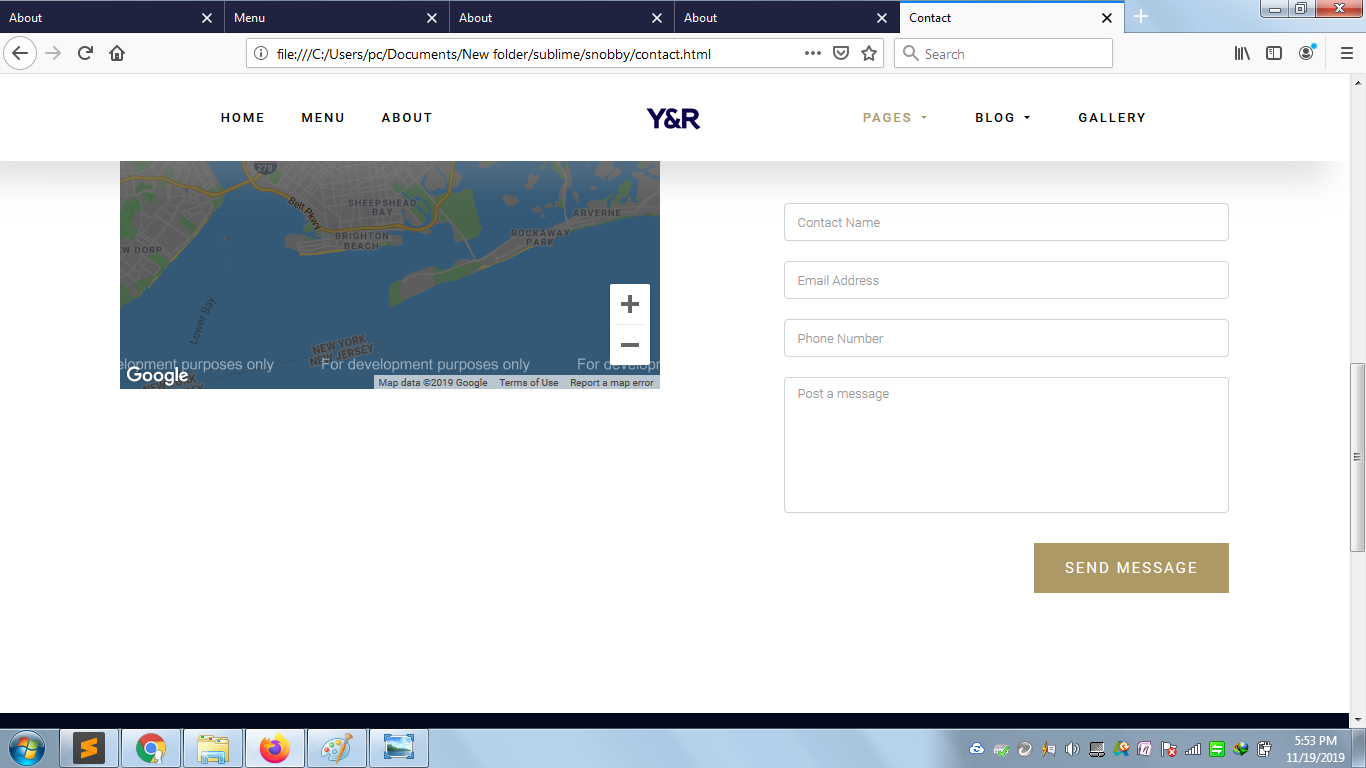 About
Menu
About
About
Contact
file:///C:/Users/pc/Documents/New folder/sublime/snobby/contact.html
Search
HOME
MENU
ABOUT
Y&R
PAGES
BLOG
GALLERY
278
Belt Pkwy
SHEEPSHEAD
BAY
BRIGHTON
BEACH
ARVERNE
ROCKAWAY
PARK
W DORP
Lower Bay
NEW YORK
NEW JERSEY
elopment purposes only
For development purposes only
For develop
Google
NEW JERSEY
Map data ©2019 Google
Terms of Use
Report a map error
Contact Name
Email Address
Phone Number
Post a message
SEND MESSAGE
5:53 PM
11/19/2019